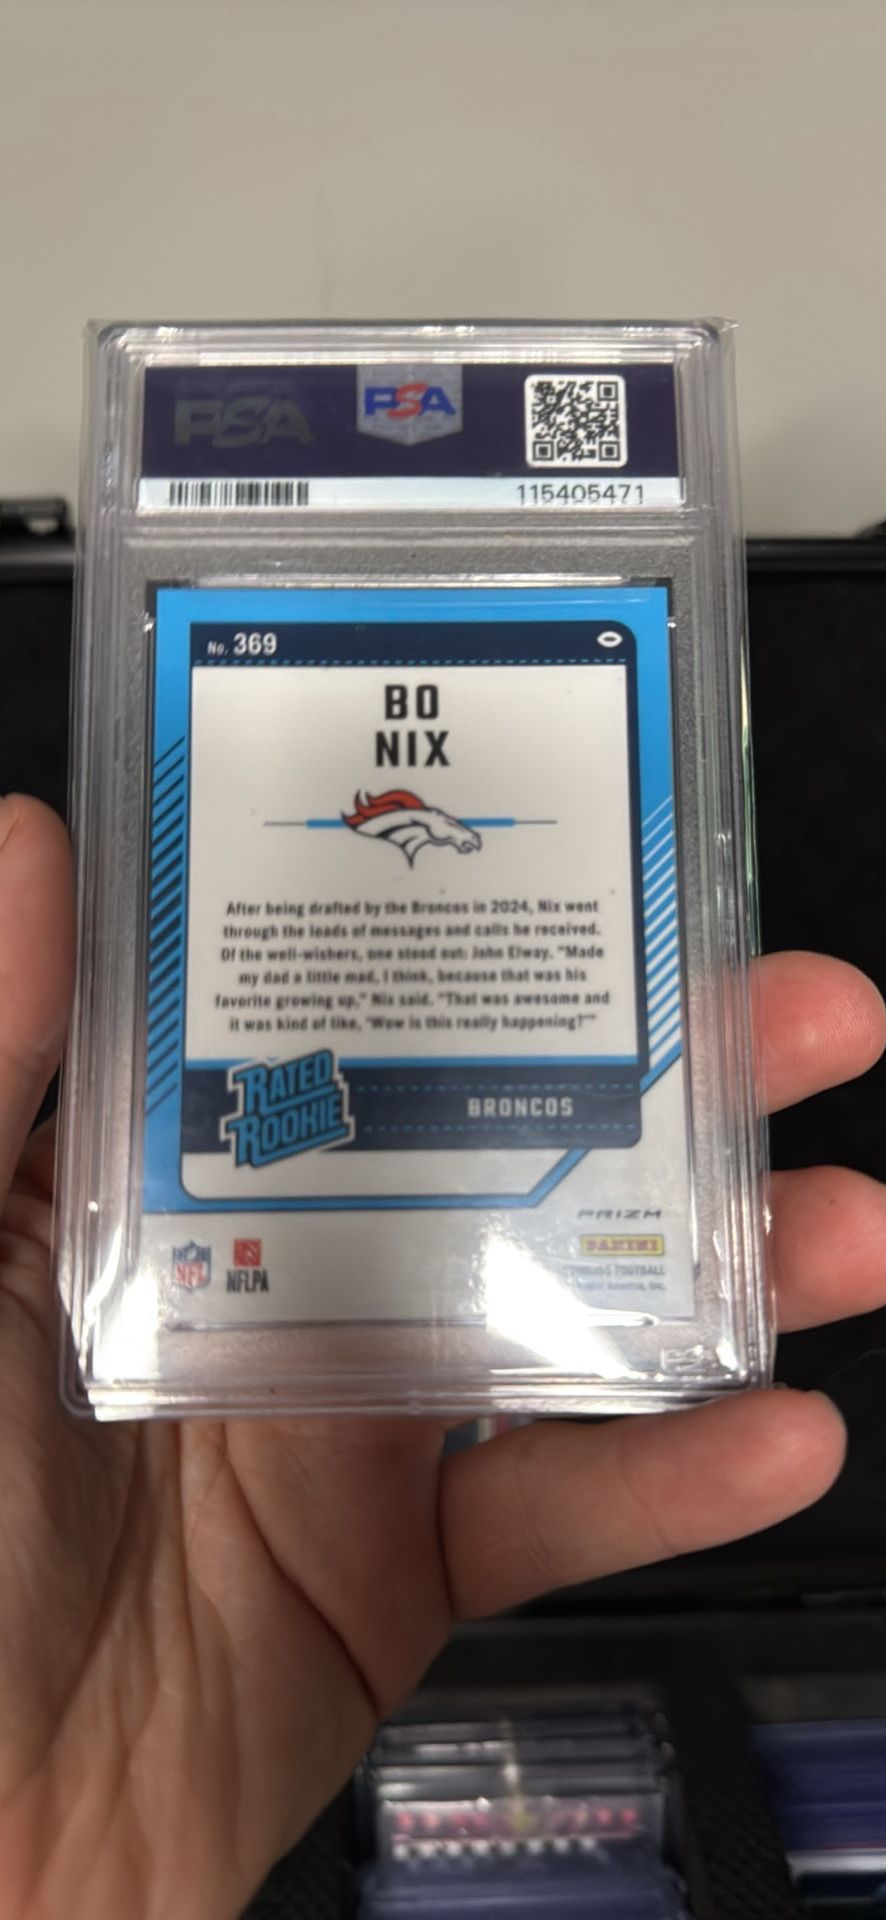 PSA
PSA
115405471
No. 369
BO
NIX
After being drafted by the Broncos in 2024, Nix went
through the loads of messages and calls he received.
Of the well-wishers, one stood out: John Elway. "Made
my dad a little mad, I think, because that was his
favorite growing up," Nix said. "That was awesome and
it was kind of like, 'Wow is this really happening?'"
RATED
ROOKIE
BRONCOS
PRIZM
PANINI
NFL
NFLPA
FOOTBALL
America, Inc.